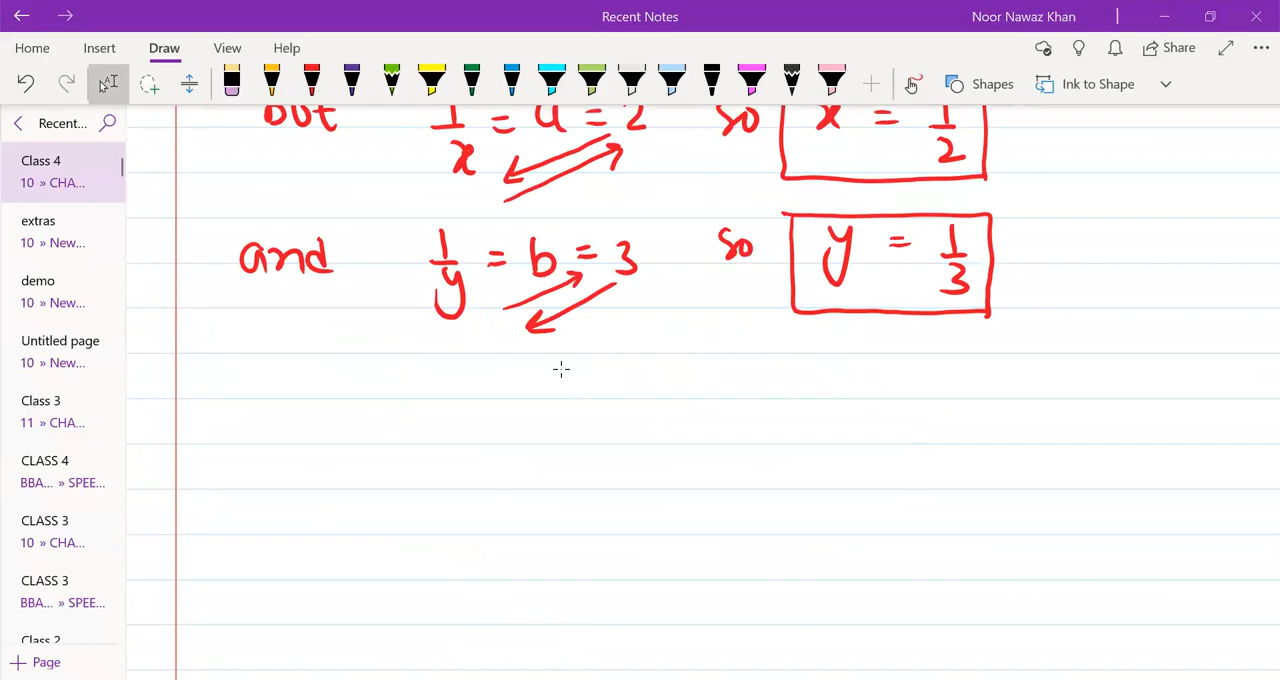 Recent Notes Noor Nawaz Khan
Home Insert Draw View Help Share
Shapes Ink to Shape
Recent...
Class 4
10 » CHA...
extras
10 » New...
demo
10 » New...
Untitled page
10 » New...
Class 3
11 » CHA...
CLASS 4
BBA... » SPEE...
CLASS 3
10 » CHA...
CLASS 3
BBA... » SPEE...
Class 2
+ Page
but 1/x = a = 2 so x = 1/2
and 1/y = b = 3 so y = 1/3